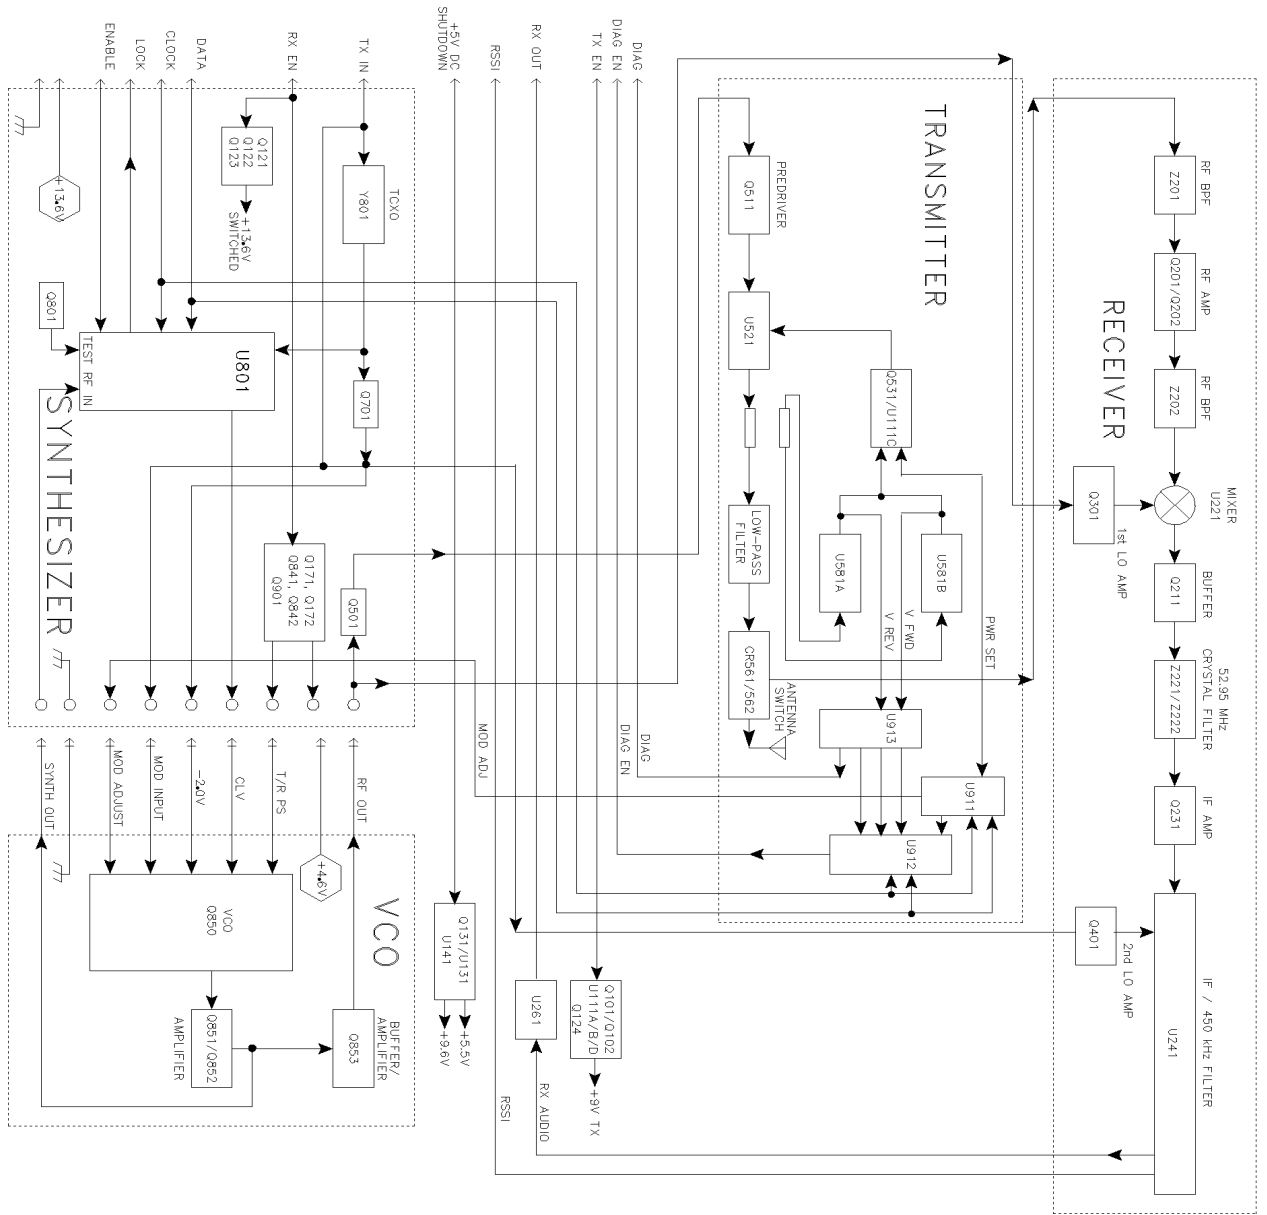 RECEIVER
RF BPF
Z201
RF AMP
Q201/Q202
RF BPF
Z202
MIXER
U221
Q301
1st LO AMP
BUFFER
Q211
52.95 MHz
CRYSTAL FILTER
Z221/Z222
IF AMP
Q231
IF / 450 kHz FILTER
U241
Q401
2nd LO AMP
TRANSMITTER
PREDRIVER
Q511
U521
LOW-PASS
FILTER
CR561/562
ANTENNA
SWITCH
Q531/U111C
U581A
U581B
V REV
V FWD
PWR SET
U913
U911
U912
DIAG
DIAG EN
TX EN
RX OUT
RSSI
+5V DC
SHUTDOWN
DIAG
DIAG EN
MOD ADJ
Q101/Q102
U111A/B/D
Q124
+9V TX
U261
RX AUDIO
RSSI
Q131/U131
U141
+5.5V
+9.6V
TX IN
RX EN
DATA
CLOCK
LOCK
ENABLE
SYNTHESIZER
TCXO
Y801
Q121
Q122
Q123
+13.6V
SWITCHED
+13.6V
Q801
U801
TEST RF IN
Q701
Q171, Q172
Q841, Q842
Q901
Q501
RF OUT
T/R PS
CLV
-2.0V
MOD INPUT
MOD ADJUST
SYNTH OUT
VCO
+4.6V
VCO
Q850
Q851/Q852
AMPLIFIER
BUFFER/
AMPLIFIER
Q853